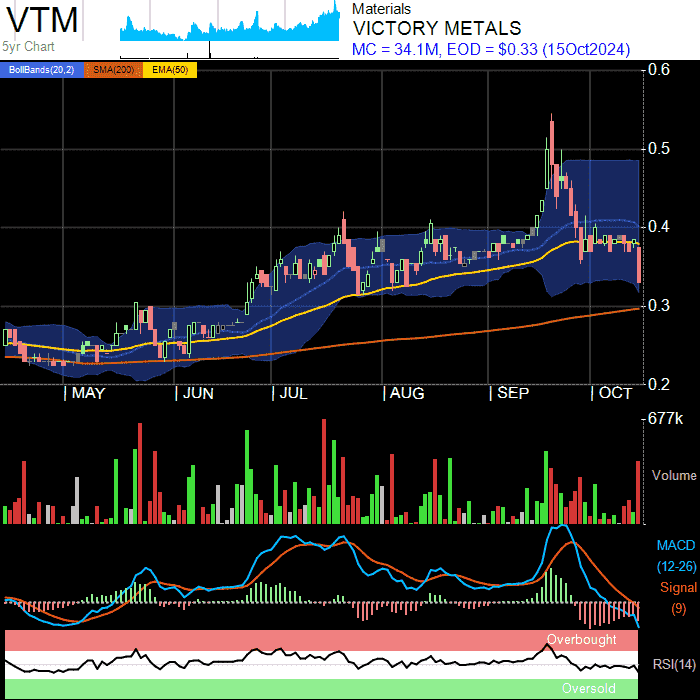 VTM
5yr Chart
Materials
VICTORY METALS
MC = 34.1M, EOD = $0.33 (15Oct2024)
BollBands(20,2) SMA(200) EMA(50)
0.6
0.5
0.4
0.3
0.2
MAY JUN JUL AUG SEP OCT
677k
Volume
MACD
(12-26)
Signal
(9)
Overbought
RSI(14)
Oversold